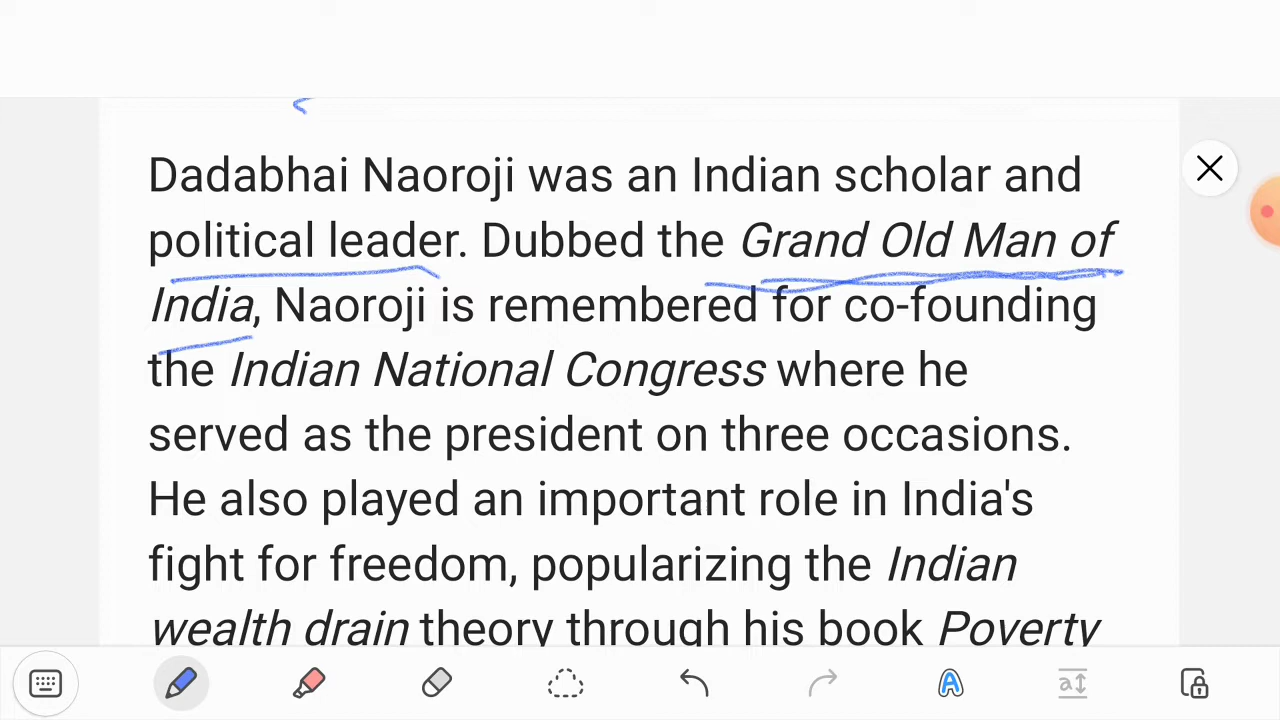 Dadabhai Naoroji was an Indian scholar and
political leader. Dubbed the Grand Old Man of
India, Naoroji is remembered for co-founding
the Indian National Congress where he
served as the president on three occasions.
He also played an important role in India's
fight for freedom, popularizing the Indian
wealth drain theory through his book Poverty
A
a